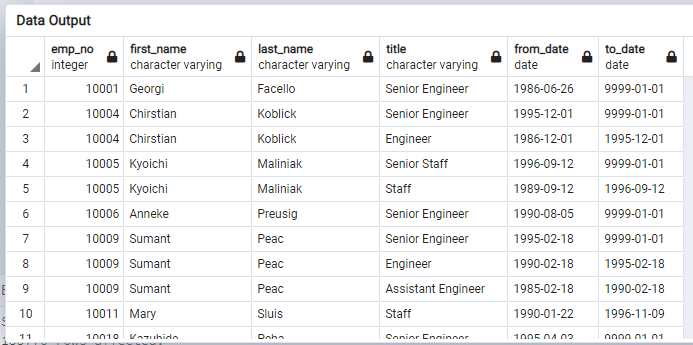 Data Output
emp_no integer first_name character varying last_name character varying title character varying from_date date to_date date
1 10001 Georgi Facello Senior Engineer 1986-06-26 9999-01-01
2 10004 Chirstian Koblick Senior Engineer 1995-12-01 9999-01-01
3 10004 Chirstian Koblick Engineer 1986-12-01 1995-12-01
4 10005 Kyoichi Maliniak Senior Staff 1996-09-12 9999-01-01
5 10005 Kyoichi Maliniak Staff 1989-09-12 1996-09-12
6 10006 Anneke Preusig Senior Engineer 1990-08-05 9999-01-01
7 10009 Sumant Peac Senior Engineer 1995-02-18 9999-01-01
8 10009 Sumant Peac Engineer 1990-02-18 1995-02-18
9 10009 Sumant Peac Assistant Engineer 1985-02-18 1990-02-18
10 10011 Mary Sluis Staff 1990-01-22 1996-11-09
11 10018 Kazuhide Peha Senior Engineer 1995-04-03 9999-01-01